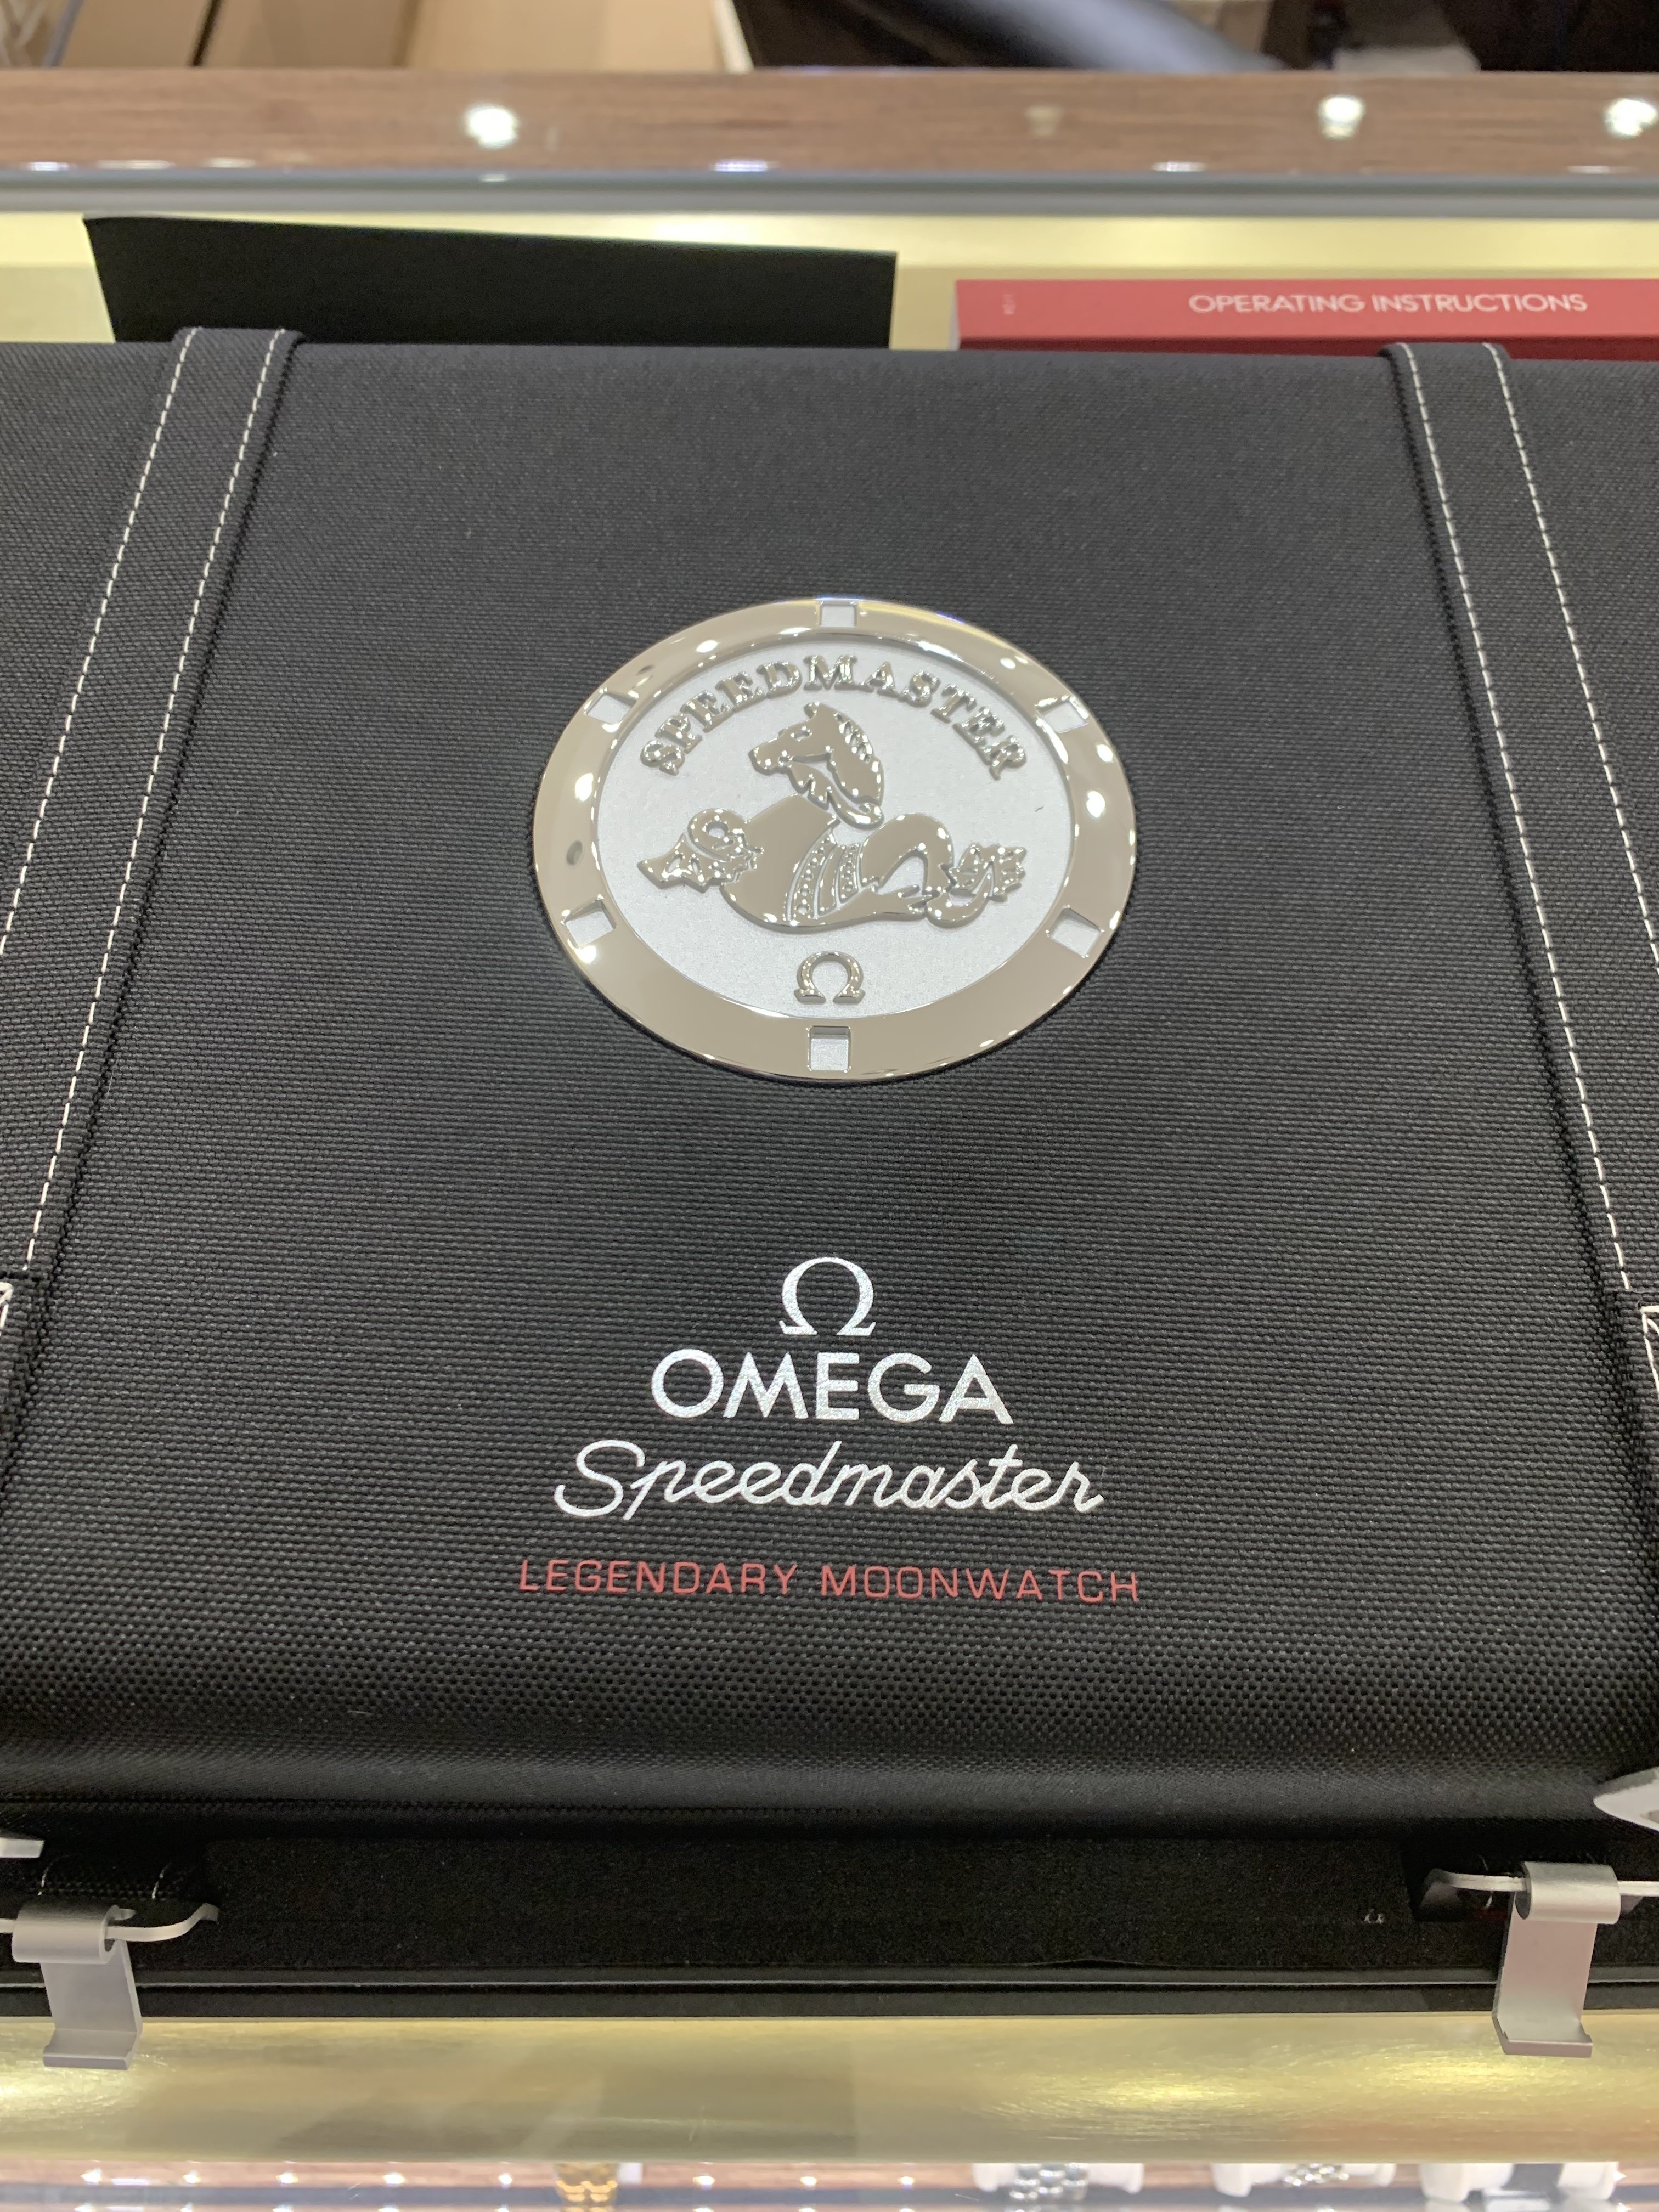 OPERATING INSTRUCTIONS
SPEEDMASTER
Ω
Ω
OMEGA
Speedmaster
LEGENDARY MOONWATCH